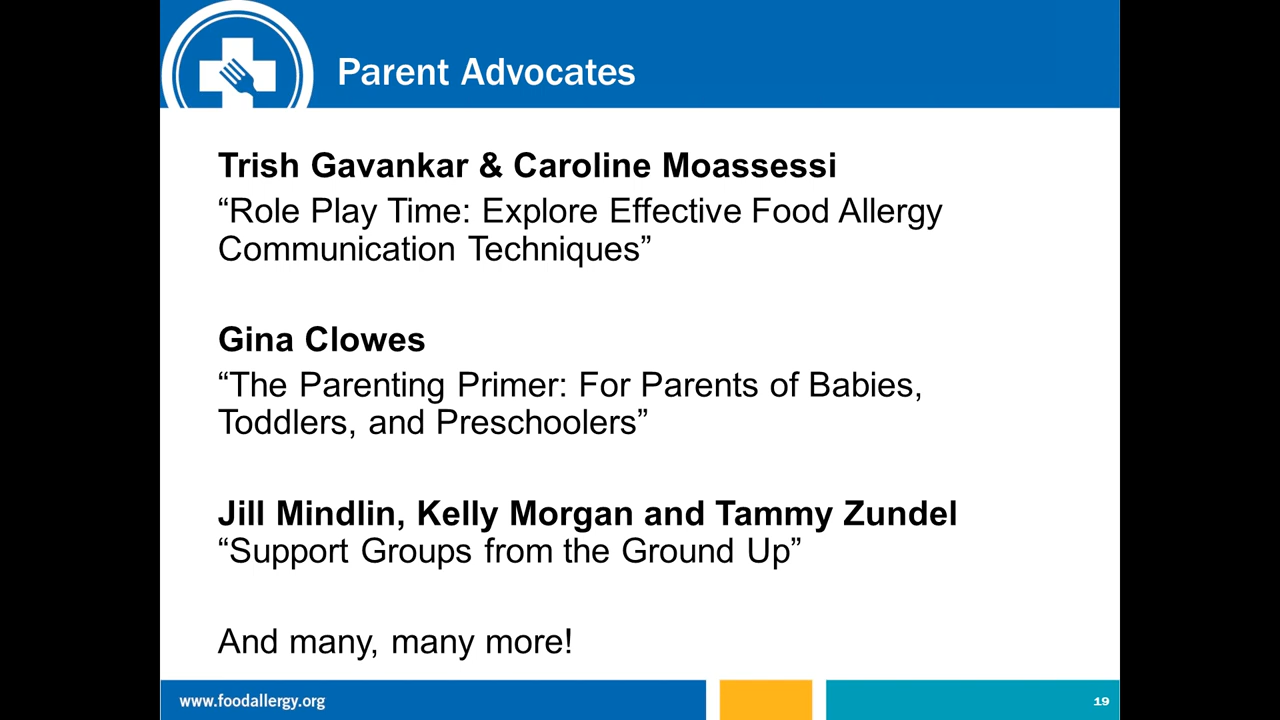 Parent Advocates
Trish Gavankar & Caroline Moassessi
“Role Play Time: Explore Effective Food Allergy
Communication Techniques”
Gina Clowes
“The Parenting Primer: For Parents of Babies,
Toddlers, and Preschoolers”
Jill Mindlin, Kelly Morgan and Tammy Zundel
“Support Groups from the Ground Up”
And many, many more!
www.foodallergy.org
19